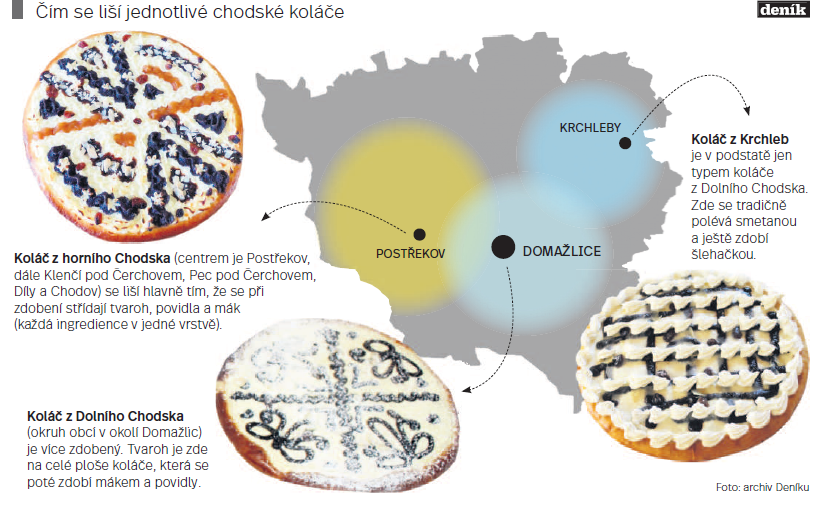 Čím se liší jednotlivé chodské koláče
deník
KRCHLEBY
Koláč z Krchleb
je v podstatě jen
typem koláče
z Dolního Chodska.
Zde se tradičně
polévá smetanou
a ještě zdobí
šlehačkou.
POSTŘEKOV
DOMAŽLICE
Koláč z horního Chodska (centrem je Postřekov,
dále Klenčí pod Čerchovem, Pec pod Čerchovem,
Díly a Chodov) se liší hlavně tím, že se při
zdobení střídají tvaroh, povidla a mák
(každá ingredience v jedné vrstvě).
Koláč z Dolního Chodska
(okruh obcí v okolí Domažlic)
je více zdobený. Tvaroh je zde
na celé ploše koláče, která se
poté zdobí mákem a povidly.
Foto: archiv Deníku